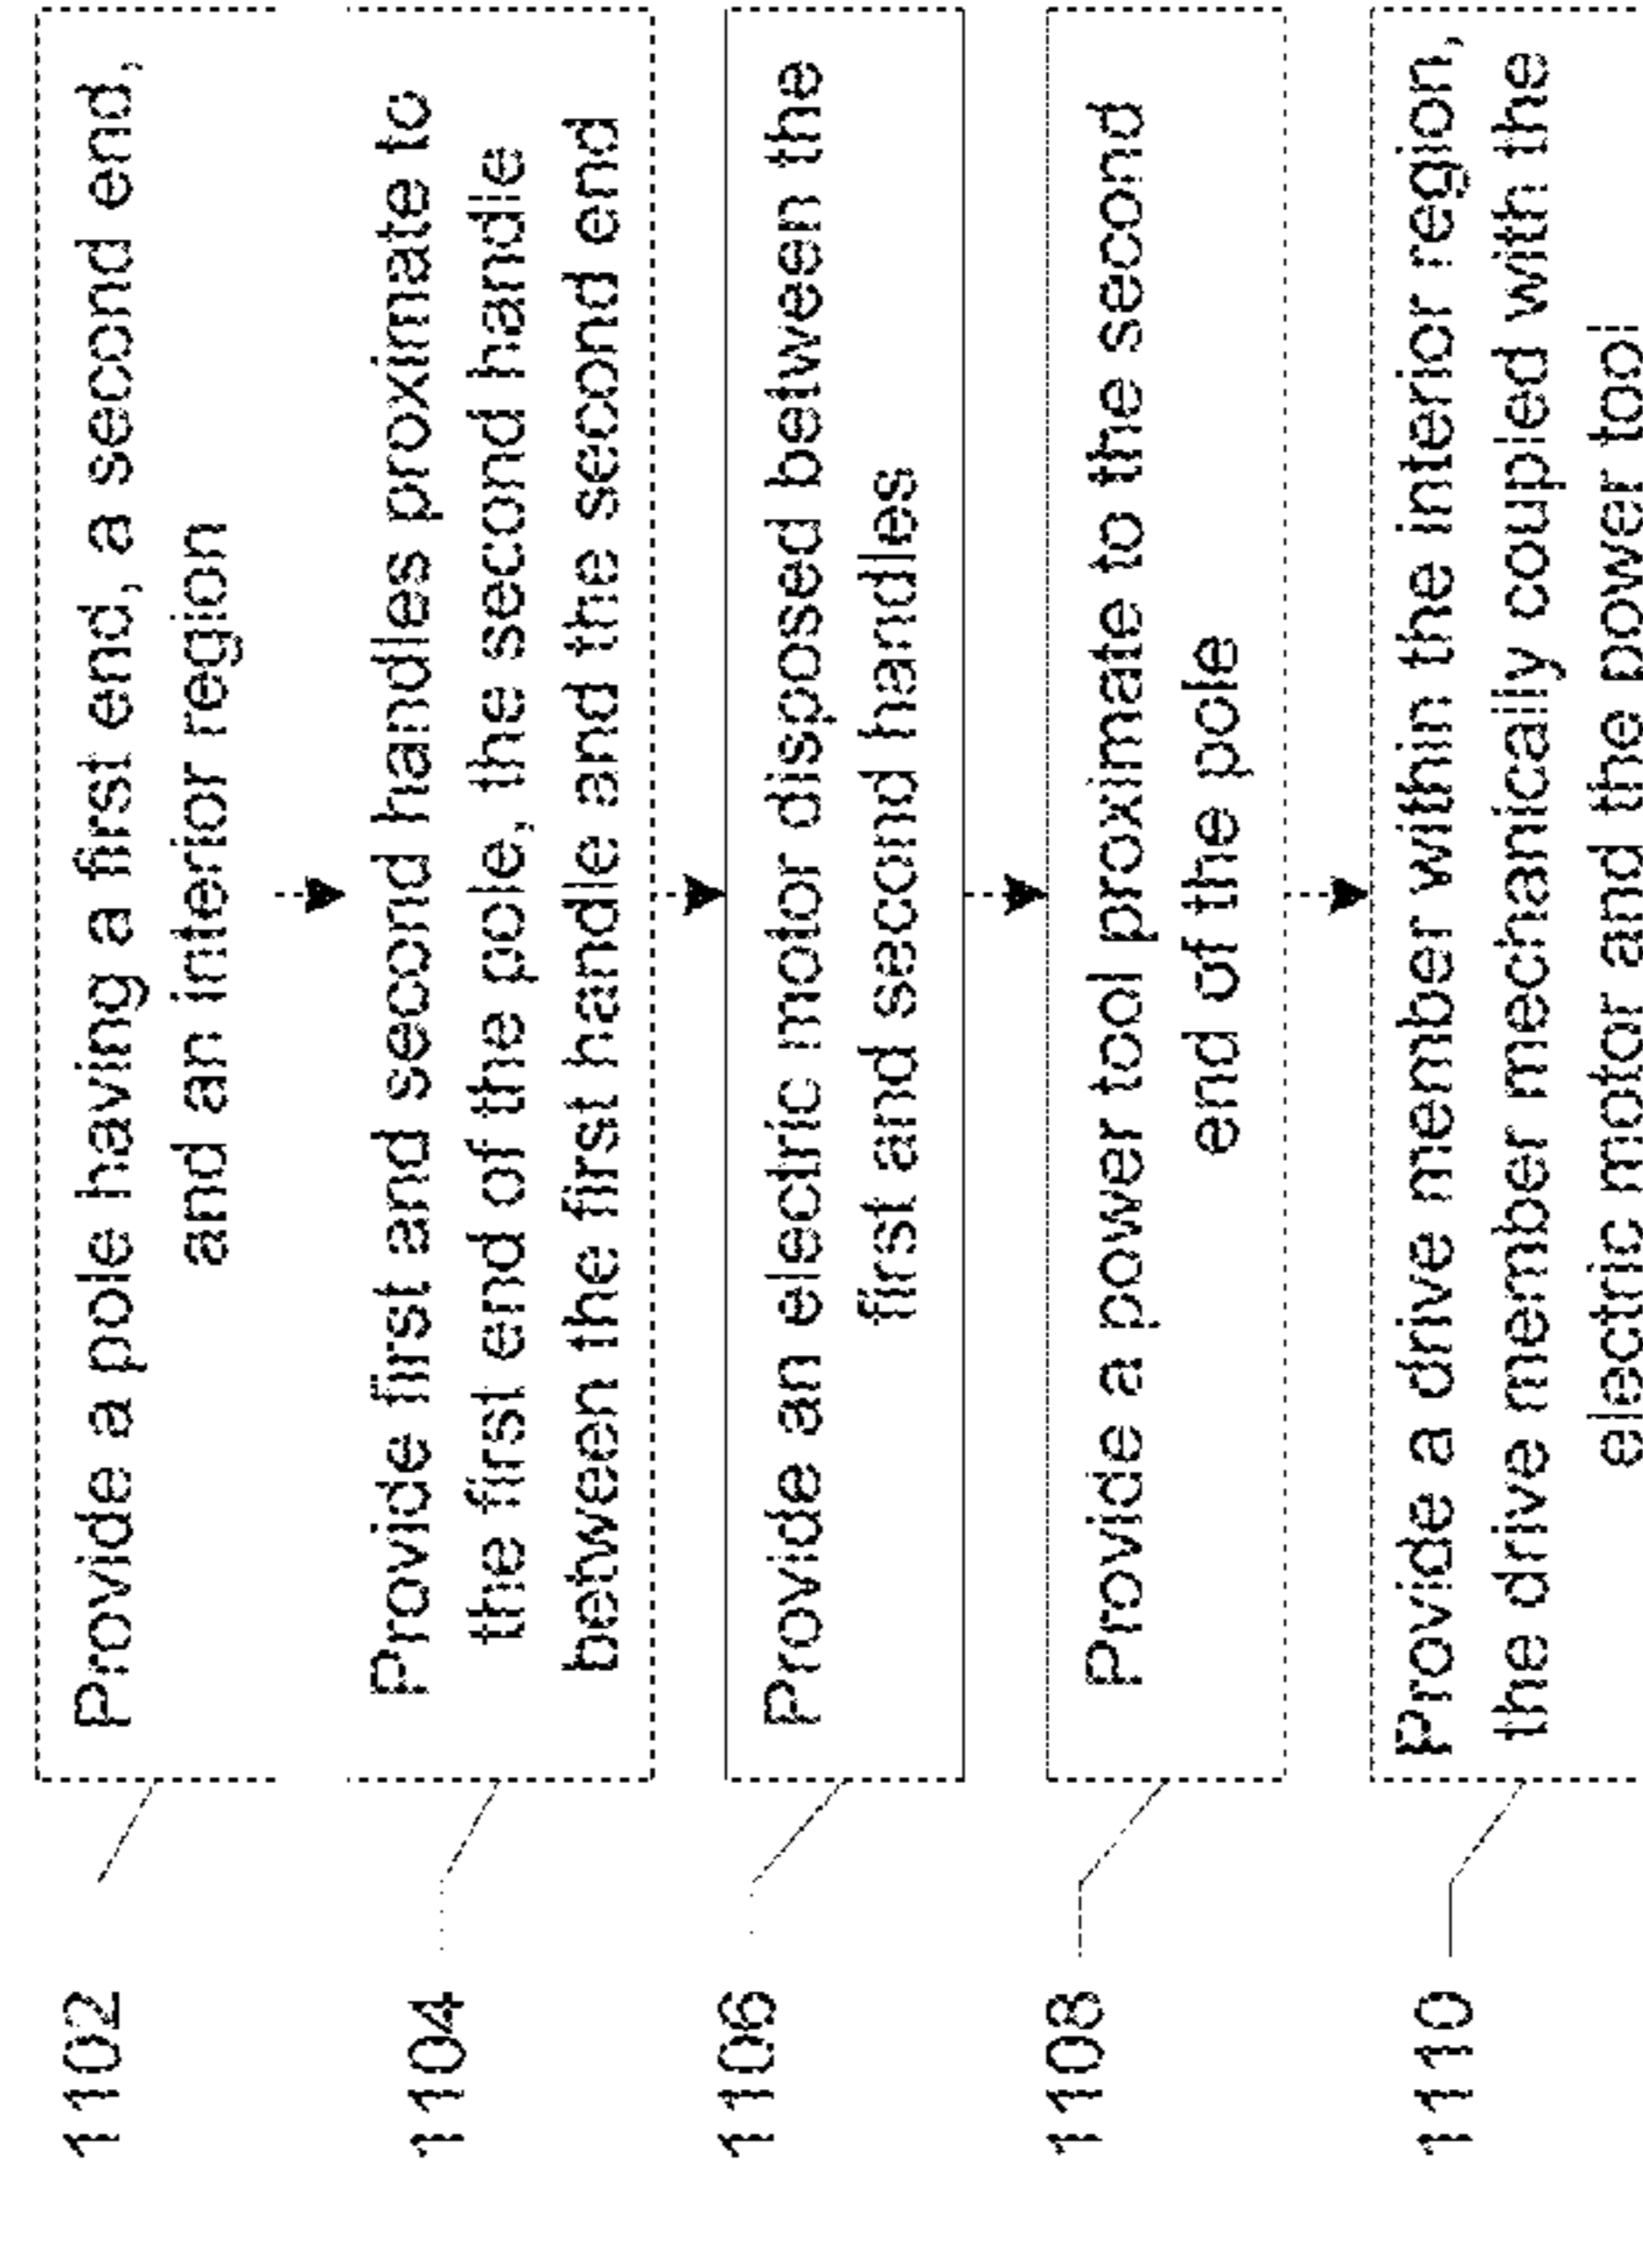 1102
Provide a pole having a first end, a second end,
and an interior region
1104
Provide first and second handles proximate to
the first end of the pole, the second handle
between the first handle and the second end
1106
Provide an electric motor disposed between the
first and second handles
1108
Provide a power tool proximate to the second
end of the pole
1110
Provide a drive member within the interior region,
the drive member mechanically coupled with the
electric motor and the power tool